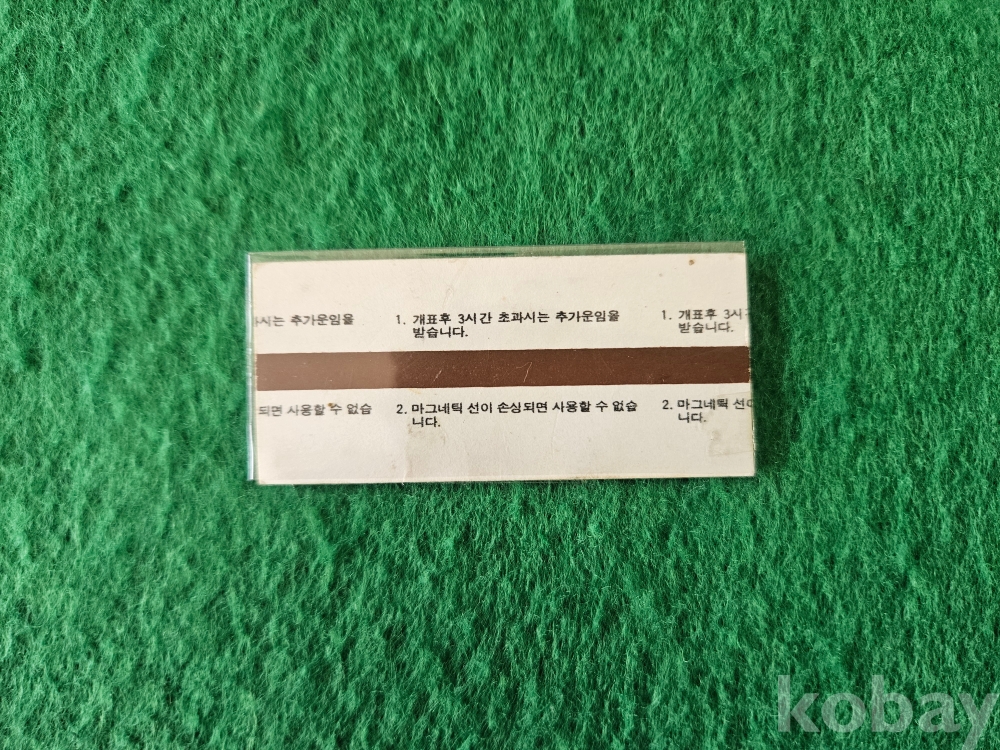 시는 추가운임을
1. 개표후 3시간 초과시는 추가운임을
받습니다.
1. 개표후 3시
받습니다.
되면 사용할 수 없습
2. 마그네틱 선이 손상되면 사용할 수 없습
니다.
2. 마그네틱 선이
니다.
kobay